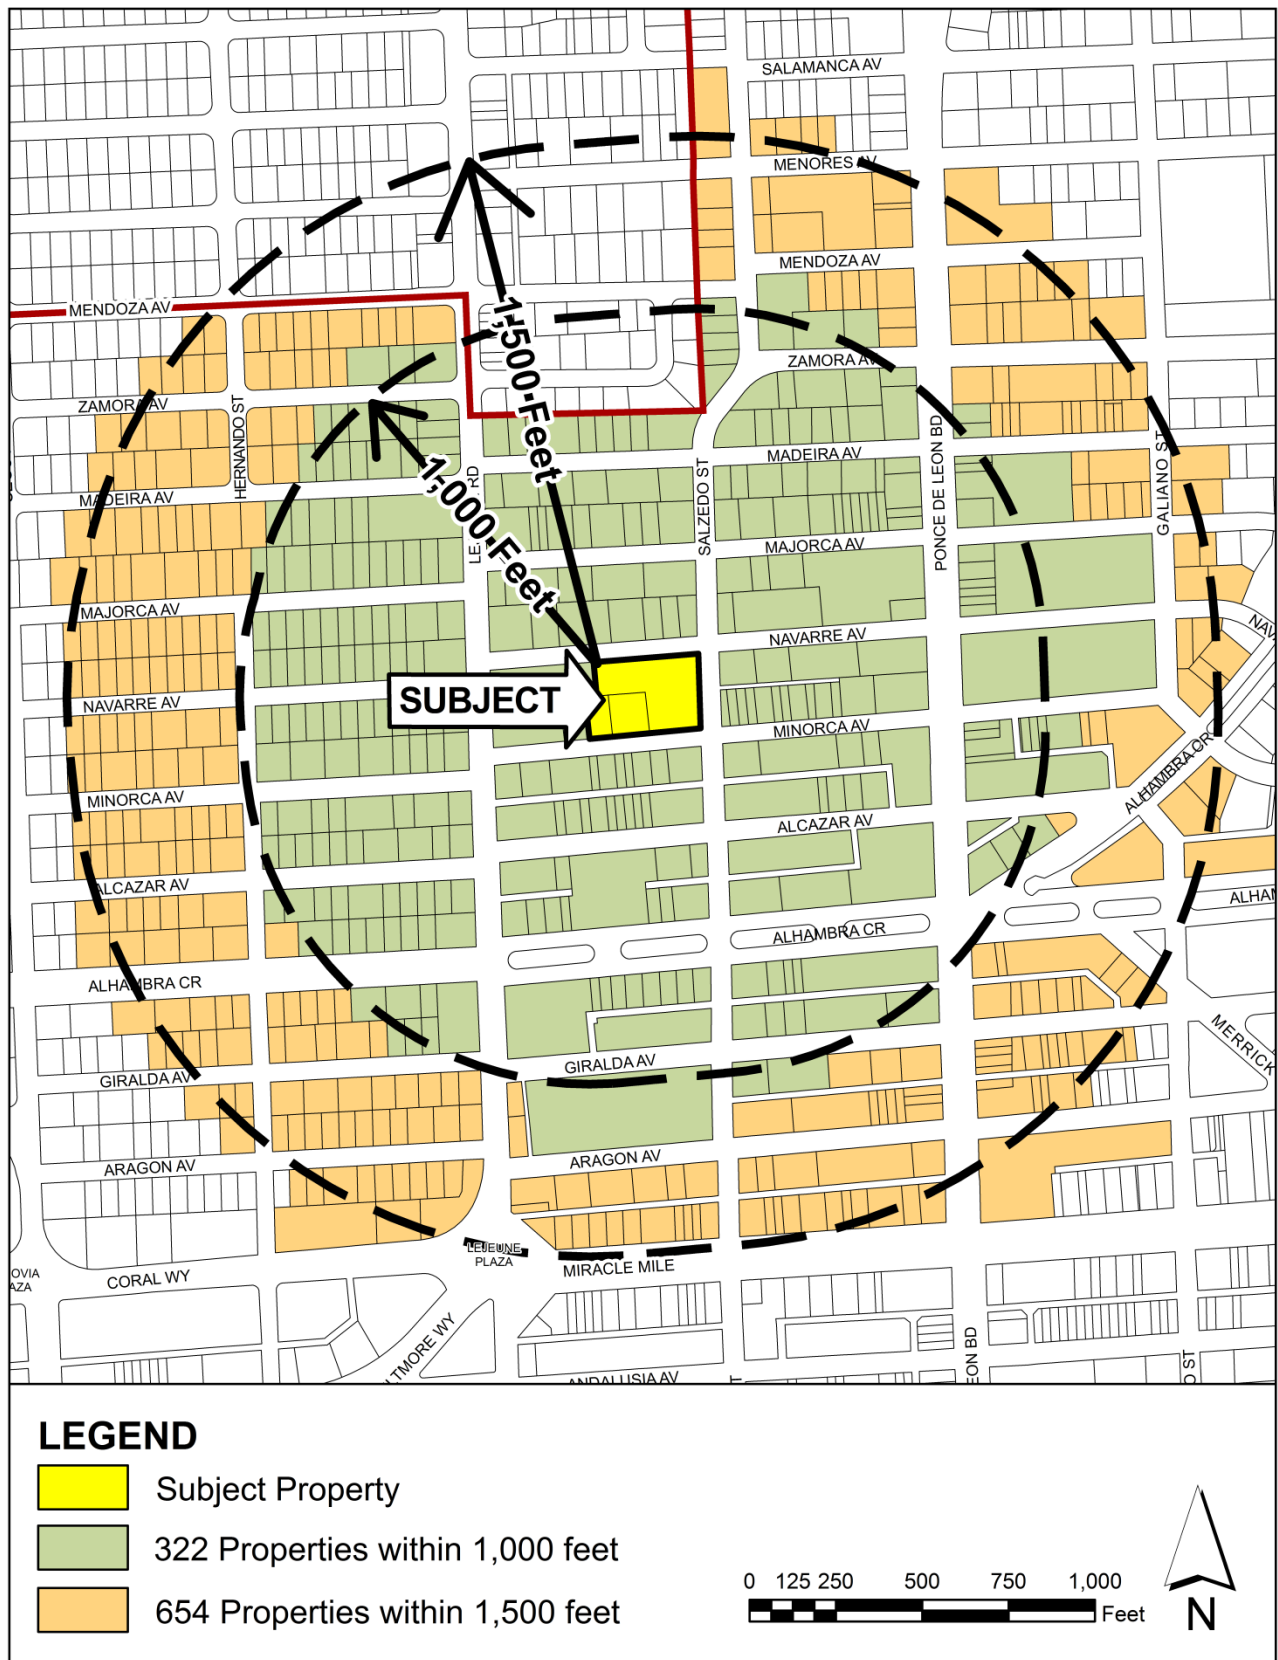 SALAMANCA AV
MENORES AV
MENDOZA AV
MENDOZA AV
ZAMORA AV
ZAMORA AV
HERNANDO ST
1,500 Feet
1,000 Feet
PONCE DE LEON BD
MADEIRA AV
GALIANO ST
SALZEDO ST
MADEIRA AV
MAJORCA AV
MAJORCA AV
NAVARRE AV
SUBJECT
NAVARRE AV
MINORCA AV
ALHAMBRA CR
MINORCA AV
ALCAZAR AV
ALCAZAR AV
ALHAMBRA CR
ALHAMBRA CR
MERRICK
GIRALDA AV
GIRALDA AV
ARAGON AV
ARAGON AV
LEJEUNE
PLAZA
MIRACLE MILE
CORAL WY
OVIA
AZA
LTMORE WY
EON BD
ANDALUSIA AV
LEGEND
Subject Property
322 Properties within 1,000 feet
654 Properties within 1,500 feet
0 125 250 500 750 1,000
Feet
N